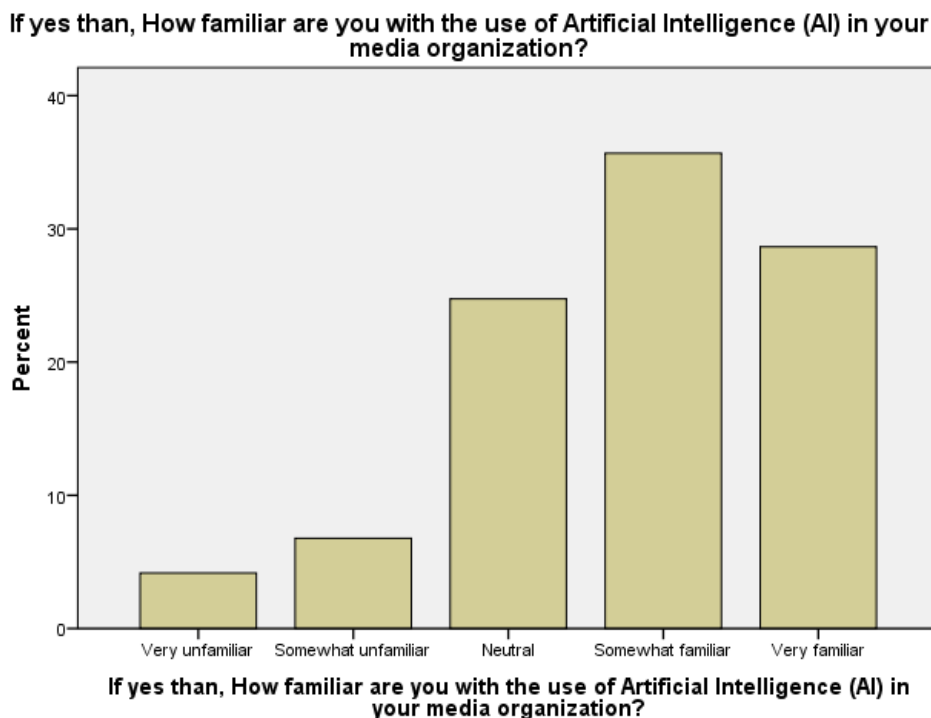 If yes than, How familiar are you with the use of Artificial Intelligence (AI) in your
media organization?
40
30
20
10
0
Percent
Very unfamiliar Somewhat unfamiliar Neutral Somewhat familiar Very familiar
If yes than, How familiar are you with the use of Artificial Intelligence (AI) in
your media organization?